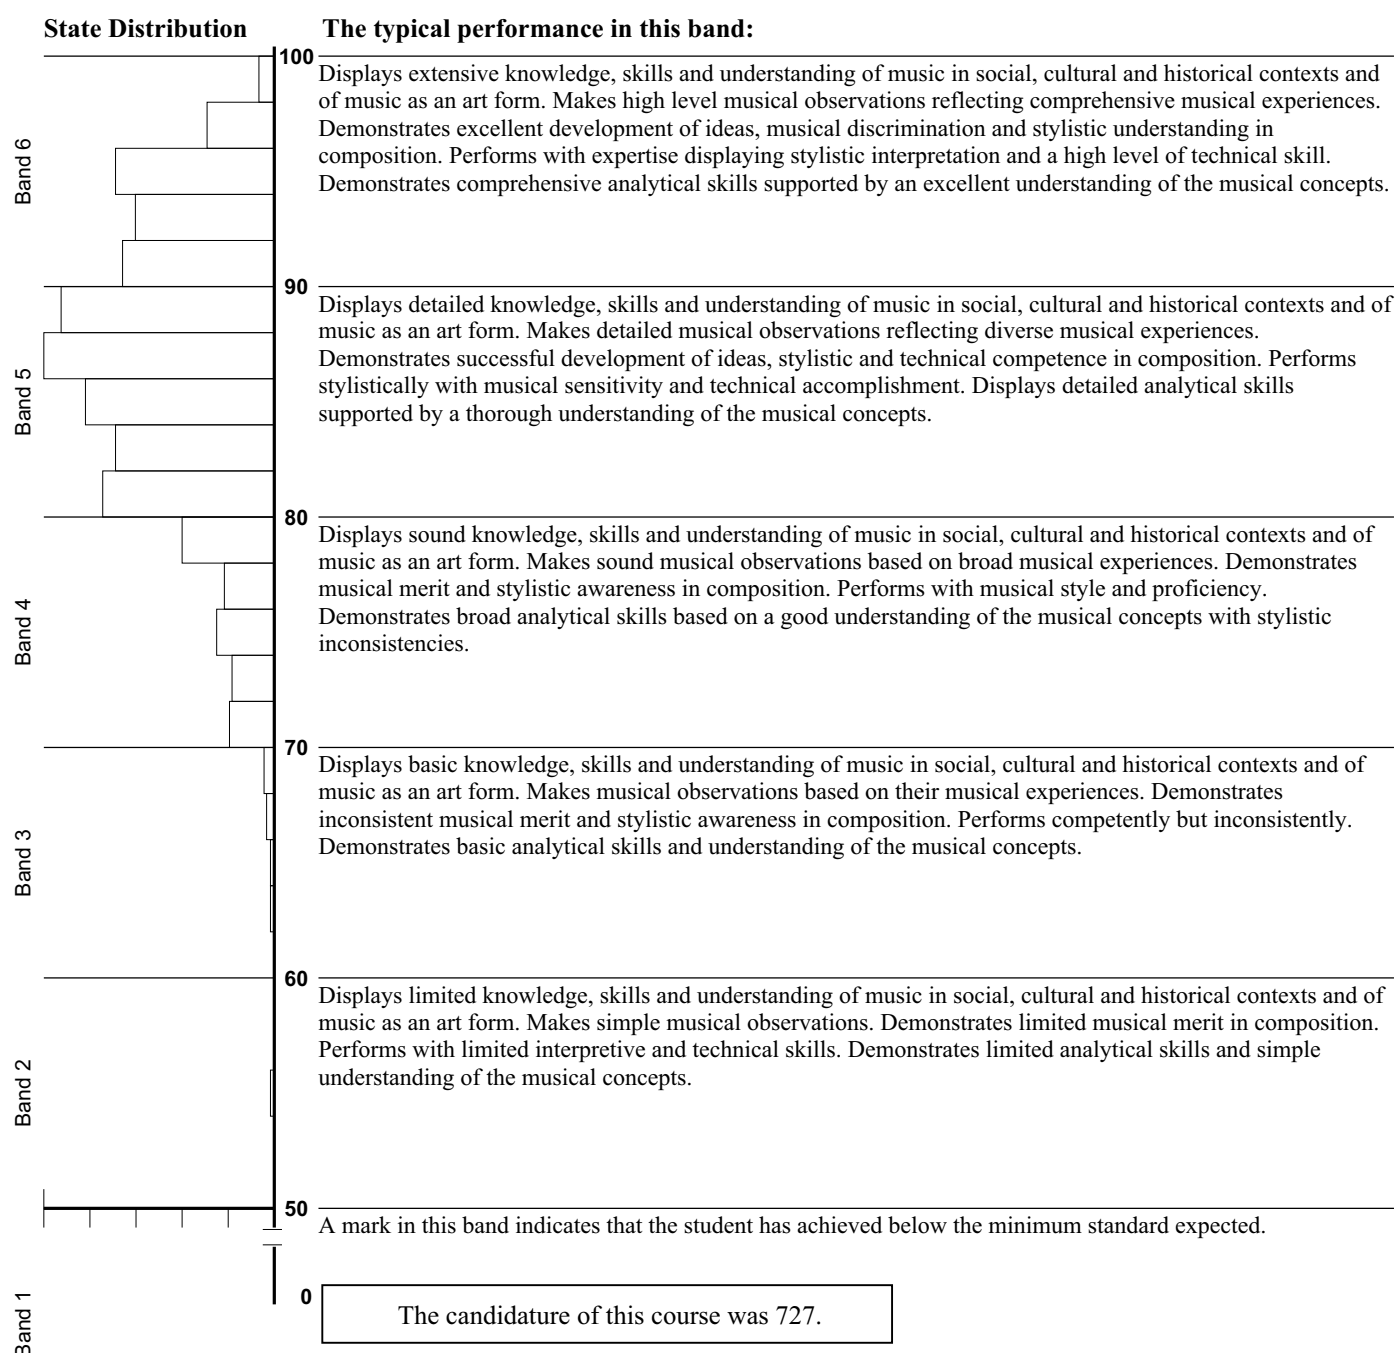 State Distribution
The typical performance in this band:
100
Band 6
Displays extensive knowledge, skills and understanding of music in social, cultural and historical contexts and
of music as an art form. Makes high level musical observations reflecting comprehensive musical experiences.
Demonstrates excellent development of ideas, musical discrimination and stylistic understanding in
composition. Performs with expertise displaying stylistic interpretation and a high level of technical skill.
Demonstrates comprehensive analytical skills supported by an excellent understanding of the musical concepts.
90
Band 5
Displays detailed knowledge, skills and understanding of music in social, cultural and historical contexts and of
music as an art form. Makes detailed musical observations reflecting diverse musical experiences.
Demonstrates successful development of ideas, stylistic and technical competence in composition. Performs
stylistically with musical sensitivity and technical accomplishment. Displays detailed analytical skills
supported by a thorough understanding of the musical concepts.
80
Band 4
Displays sound knowledge, skills and understanding of music in social, cultural and historical contexts and of
music as an art form. Makes sound musical observations based on broad musical experiences. Demonstrates
musical merit and stylistic awareness in composition. Performs with musical style and proficiency.
Demonstrates broad analytical skills based on a good understanding of the musical concepts with stylistic
inconsistencies.
70
Band 3
Displays basic knowledge, skills and understanding of music in social, cultural and historical contexts and of
music as an art form. Makes musical observations based on their musical experiences. Demonstrates
inconsistent musical merit and stylistic awareness in composition. Performs competently but inconsistently.
Demonstrates basic analytical skills and understanding of the musical concepts.
60
Band 2
Displays limited knowledge, skills and understanding of music in social, cultural and historical contexts and of
music as an art form. Makes simple musical observations. Demonstrates limited musical merit in composition.
Performs with limited interpretive and technical skills. Demonstrates limited analytical skills and simple
understanding of the musical concepts.
50
Band 1
A mark in this band indicates that the student has achieved below the minimum standard expected.
0
The candidature of this course was 727.